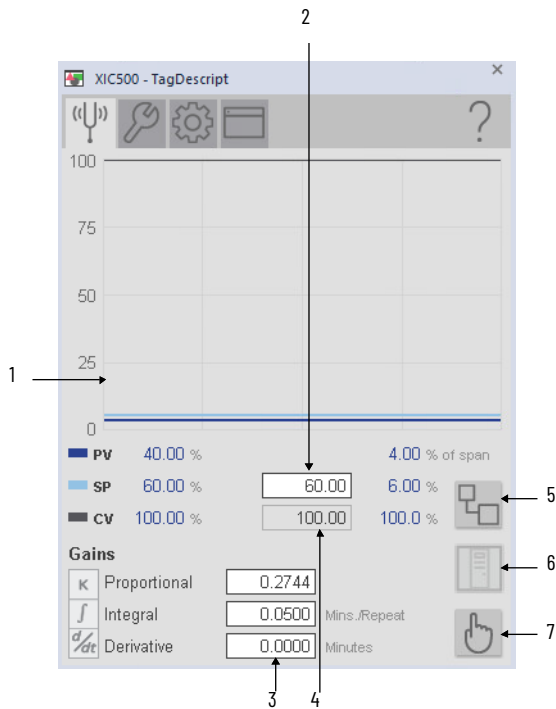 2
XIC500 - TagDescript
×
?
100
75
50
25
0
1
PV 40.00 % 4.00 % of span
SP 60.00 % 60.00 6.00 %
CV 100.00 % 100.00 100.0 %
5
Gains
K Proportional 0.2744
6
∫ Integral 0.0500 Mins./Repeat
d/dt Derivative 0.0000 Minutes
7
3 4